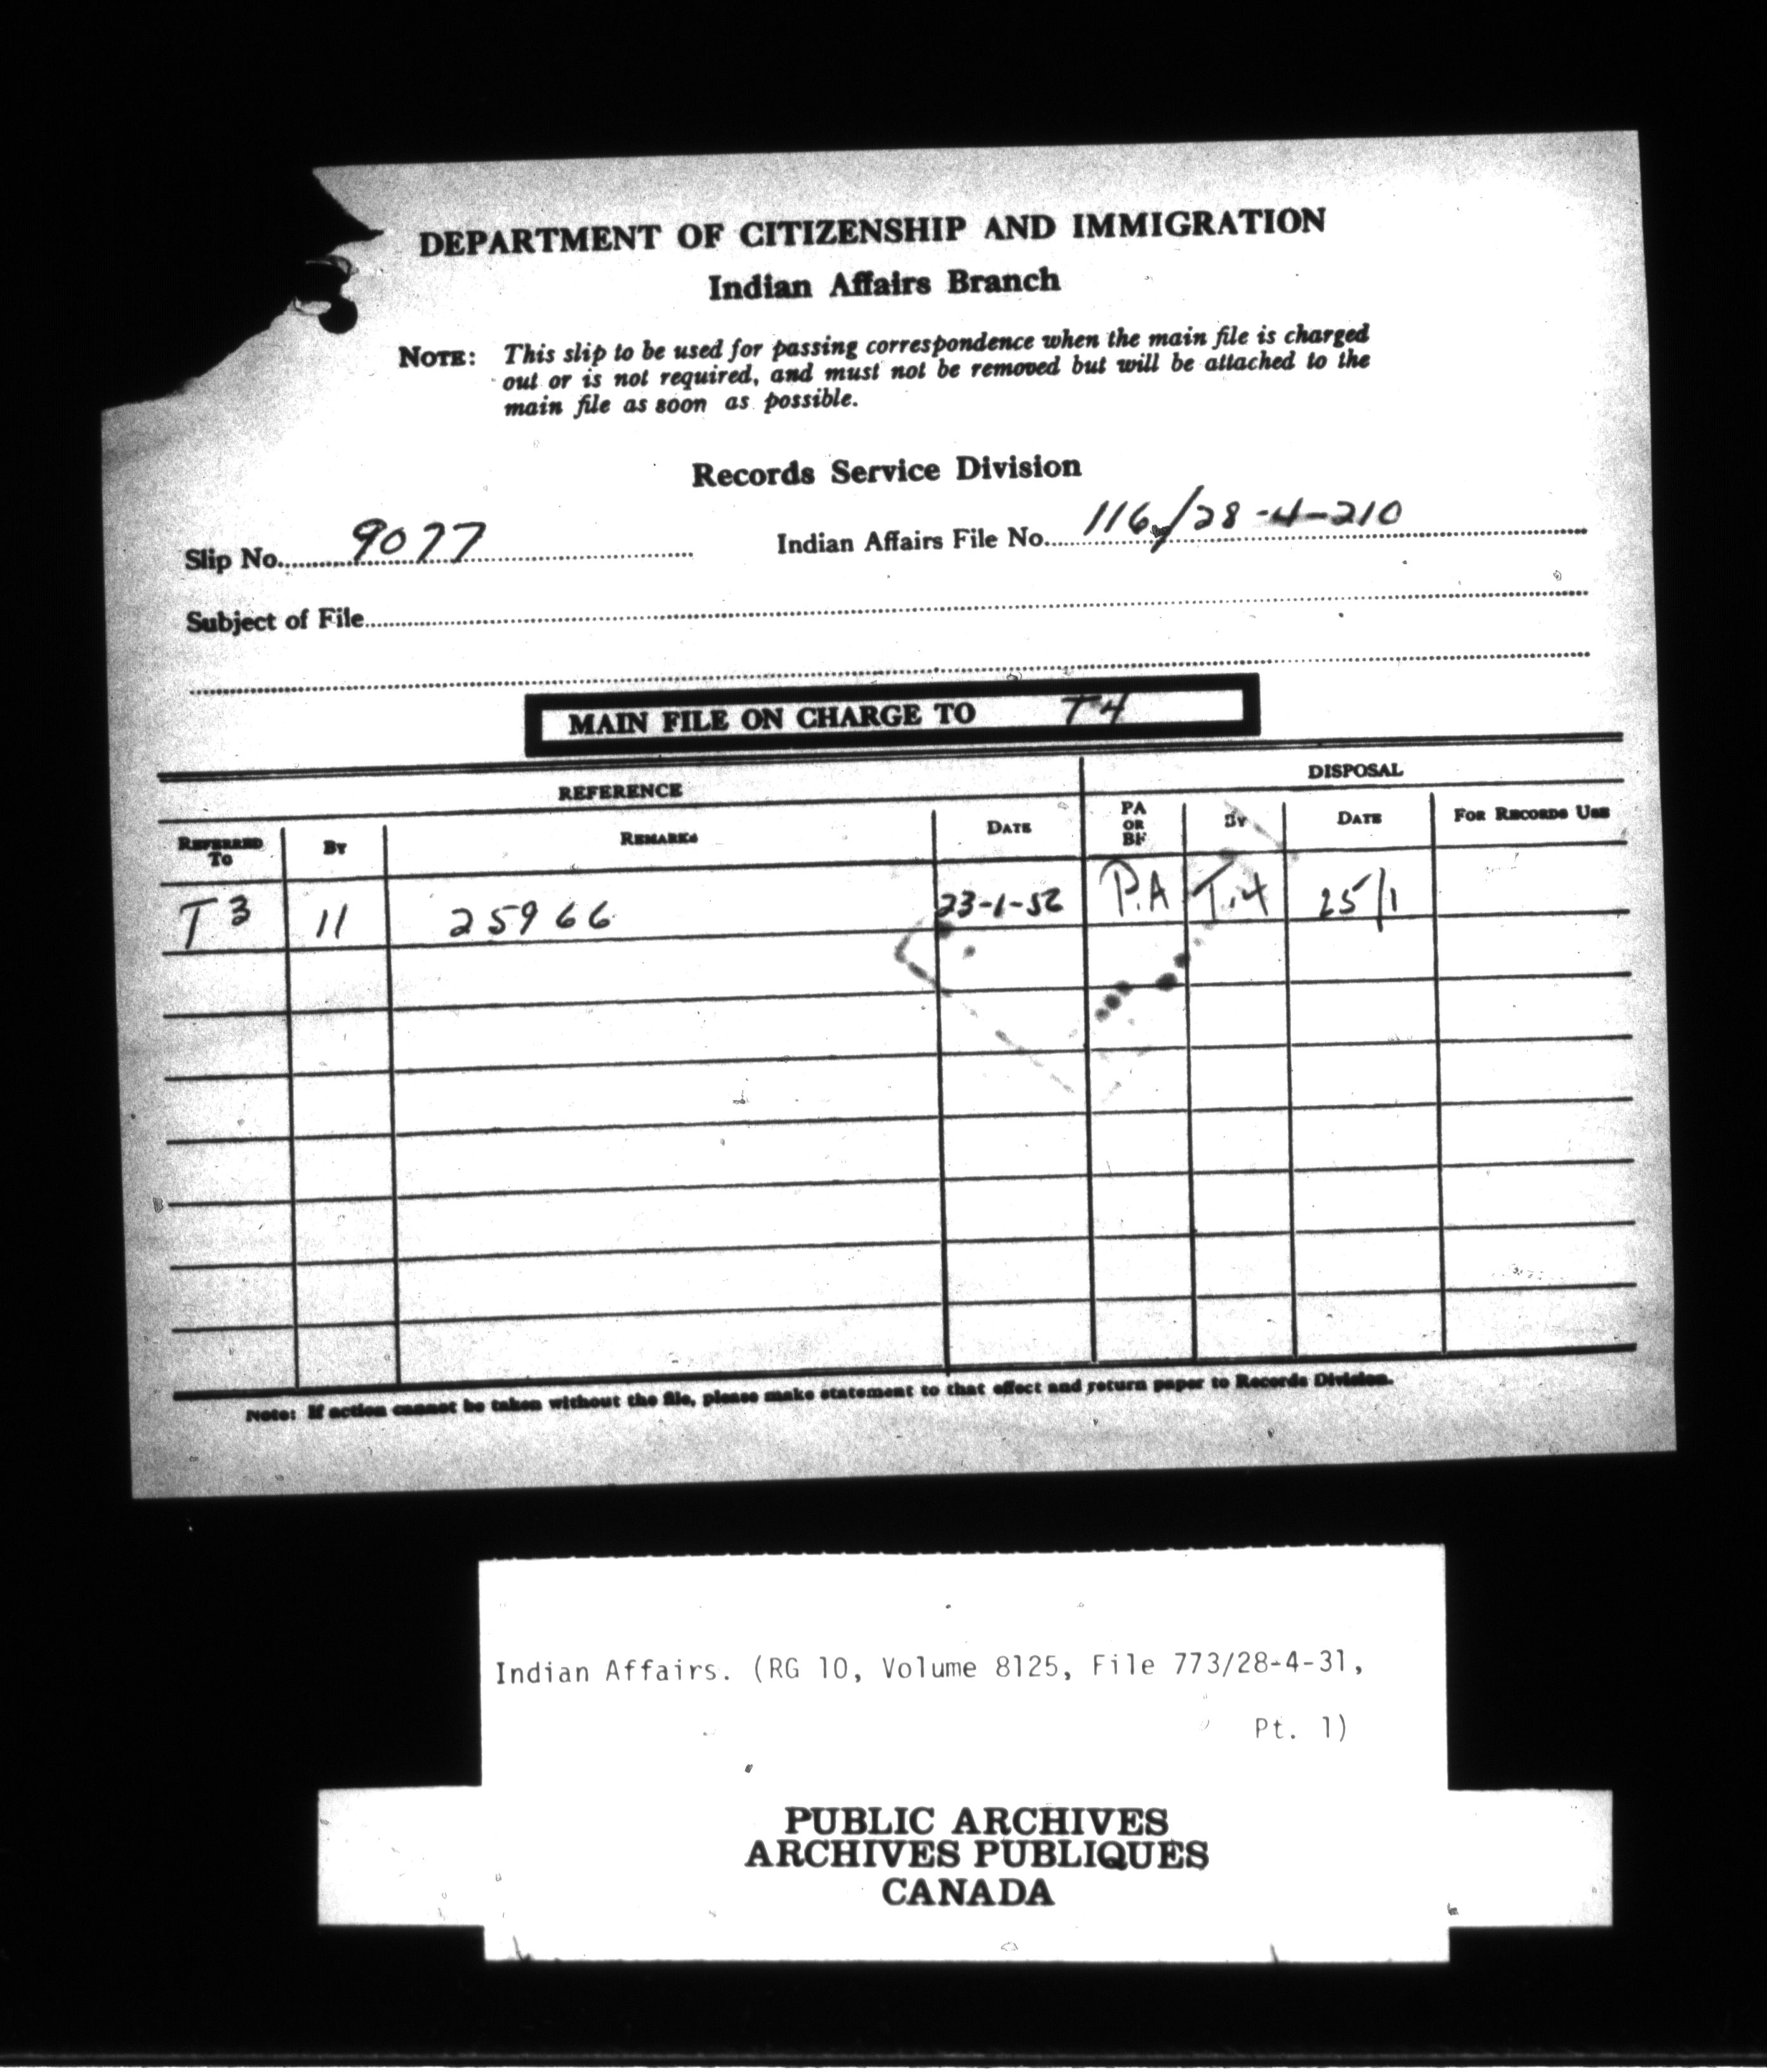 DEPARTMENT OF CITIZENSHIP AND IMMIGRATION
Indian Affairs Branch
NOTE: This slip to be used for passing correspondence when the main file is charged
out or is not required, and must not be removed but will be attached to the
main file as soon as possible.
Records Service Division
Slip No. 9077 Indian Affairs File No. 116/28-4-210
Subject of File
MAIN FILE ON CHARGE TO T4
REFERENCE DISPOSAL
REFERRED TO BY REMARKS DATE PA OR BF BY DATE FOR RECORDS USE
T3 11 25966 23-1-52 P.A T.4 25/1
Note: If action cannot be taken without the file, please make statement to that effect and return paper to Records Division.
Indian Affairs. (RG 10, Volume 8125, File 773/28-4-31,
Pt. 1)
PUBLIC ARCHIVES
ARCHIVES PUBLIQUES
CANADA